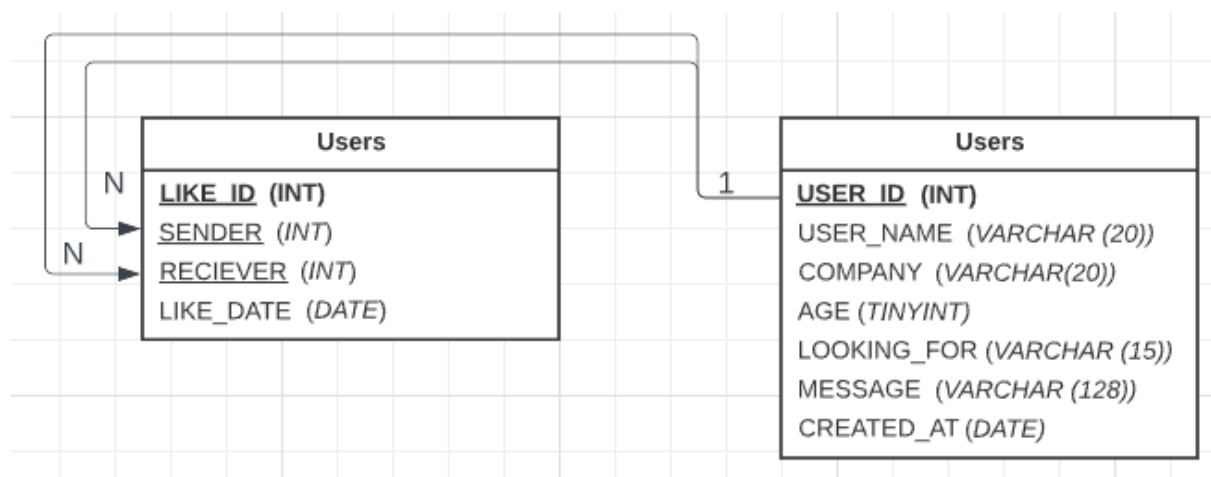 Users
LIKE_ID (INT)
SENDER (INT)
RECIEVER (INT)
LIKE_DATE (DATE)
N
N
1
Users
USER_ID (INT)
USER_NAME (VARCHAR (20))
COMPANY (VARCHAR(20))
AGE (TINYINT)
LOOKING_FOR (VARCHAR (15))
MESSAGE (VARCHAR (128))
CREATED_AT (DATE)